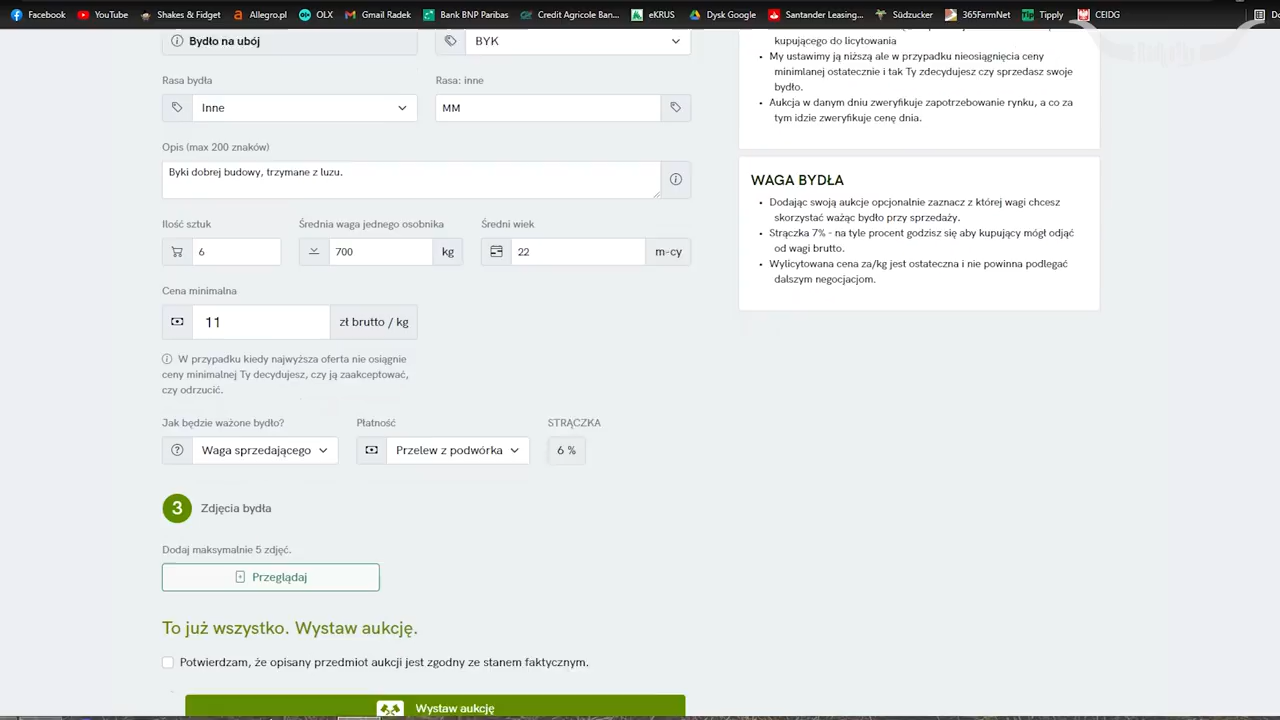 Facebook YouTube Shakes & Fidget Allegro.pl OLX Gmail Radek Bank BNP Paribas Credit Agricole Ban... eKRUS Dysk Google Santander Leasing... Südzucker 365FarmNet Tipply CEIDG
Bydło na ubój
BYK
Rasa bydła
Rasa: inne
Inne
MM
Opis (max 200 znaków)
Byki dobrej budowy, trzymane z luzu.
Ilość sztuk
Średnia waga jednego osobnika
Średni wiek
6
700
kg
22
m-cy
Cena minimalna
11
zł brutto / kg
W przypadku kiedy najwyższa oferta nie osiągnie
ceny minimalnej Ty decydujesz, czy ją zaakceptować,
czy odrzucić.
Jak będzie ważone bydło?
Płatność
STRĄCZKA
Waga sprzedającego
Przelew z podwórka
6 %
3
Zdjęcia bydła
Dodaj maksymalnie 5 zdjęć.
Przeglądaj
To już wszystko. Wystaw aukcję.
Potwierdzam, że opisany przedmiot aukcji jest zgodny ze stanem faktycznym.
Wystaw aukcję
kupującego do licytowania
My ustawimy ją niższą ale w przypadku nieosiągnięcia ceny
minimlanej ostatecznie i tak Ty zdecydujesz czy sprzedasz swoje
bydło.
Aukcja w danym dniu zweryfikuje zapotrzebowanie rynku, a co za
tym idzie zweryfikuje cenę dnia.
WAGA BYDŁA
Dodając swoją aukcje opcjonalnie zaznacz z której wagi chcesz
skorzystać ważąc bydło przy sprzedaży.
Strączka 7% - na tyle procent godzisz się aby kupujący mógł odjąć
od wagi brutto.
Wylicytowana cena za/kg jest ostateczna i nie powinna podlegać
dalszym negocjacjom.